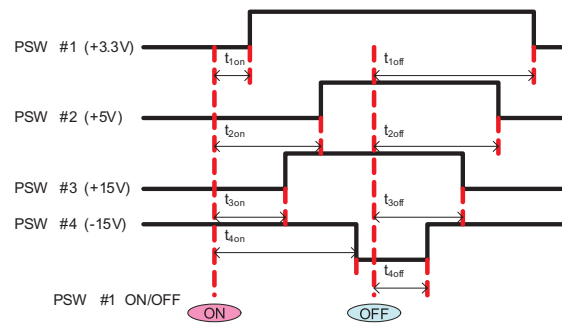 PSW #1 (+3.3V)
t1on
t1off
PSW #2 (+5V)
t2on
t2off
PSW #3 (+15V)
t3on
t3off
PSW #4 (-15V)
t4on
t4off
PSW #1 ON/OFF
ON
OFF